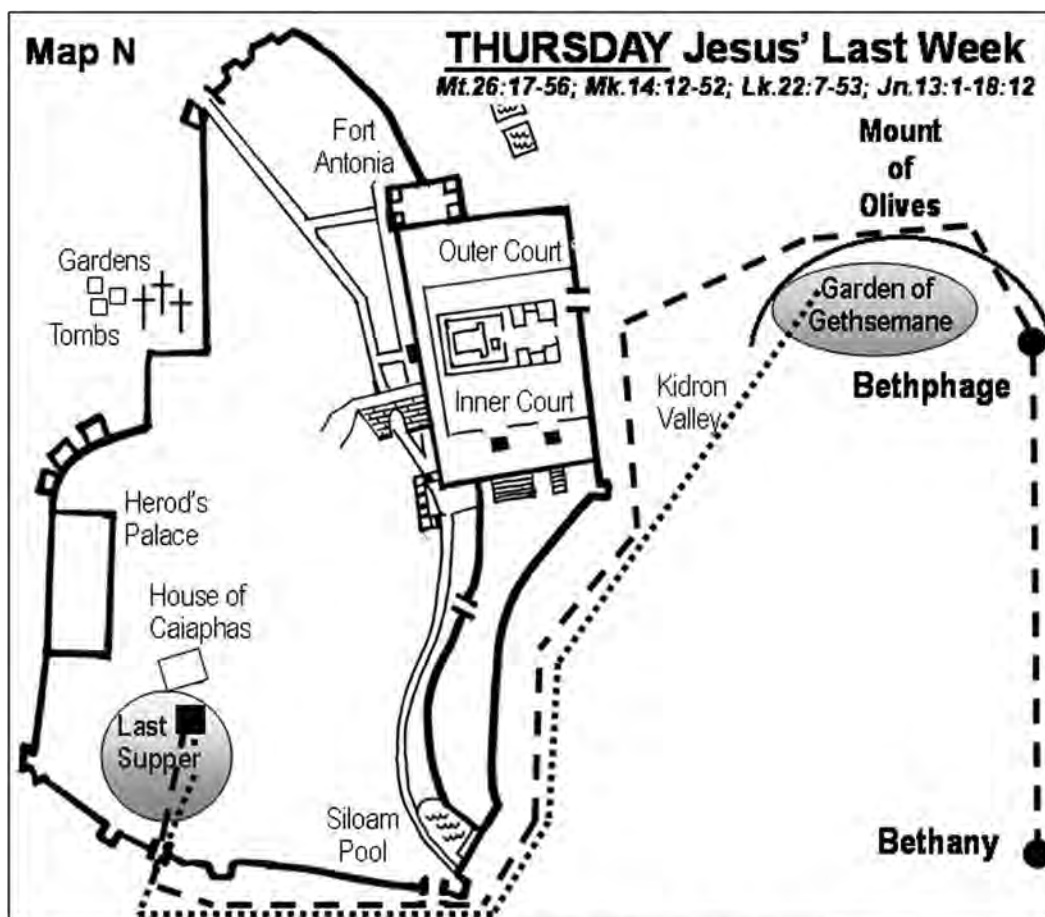 Map N
THURSDAY Jesus' Last Week
Mt.26:17-56; Mk.14:12-52; Lk.22:7-53; Jn.13:1-18:12
Fort
Antonia
Mount
of
Olives
Gardens
Tombs
Outer Court
Garden of
Gethsemane
Inner Court
Kidron
Valley
Bethphage
Herod's
Palace
House of
Caiaphas
Last
Supper
Siloam
Pool
Bethany